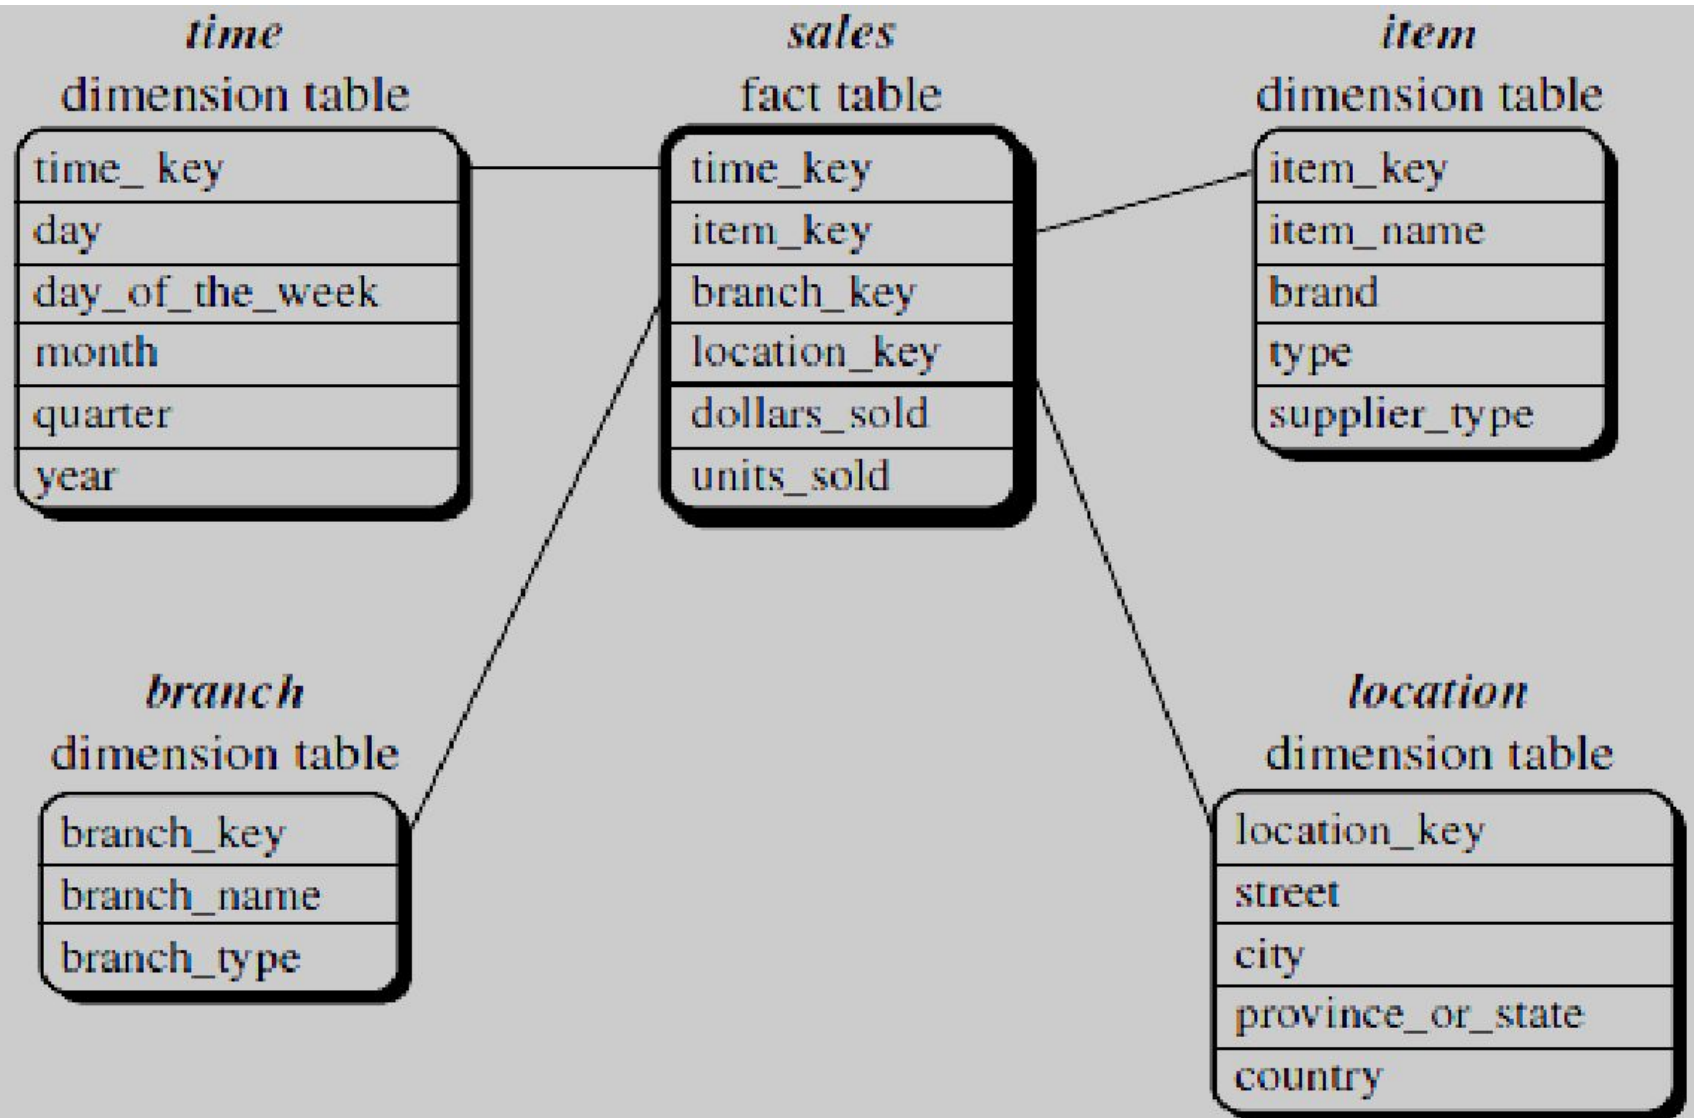 time
dimension table
time_ key
day
day_of_the_week
month
quarter
year
sales
fact table
time_key
item_key
branch_key
location_key
dollars_sold
units_sold
item
dimension table
item_key
item_name
brand
type
supplier_type
branch
dimension table
branch_key
branch_name
branch_type
location
dimension table
location_key
street
city
province_or_state
country